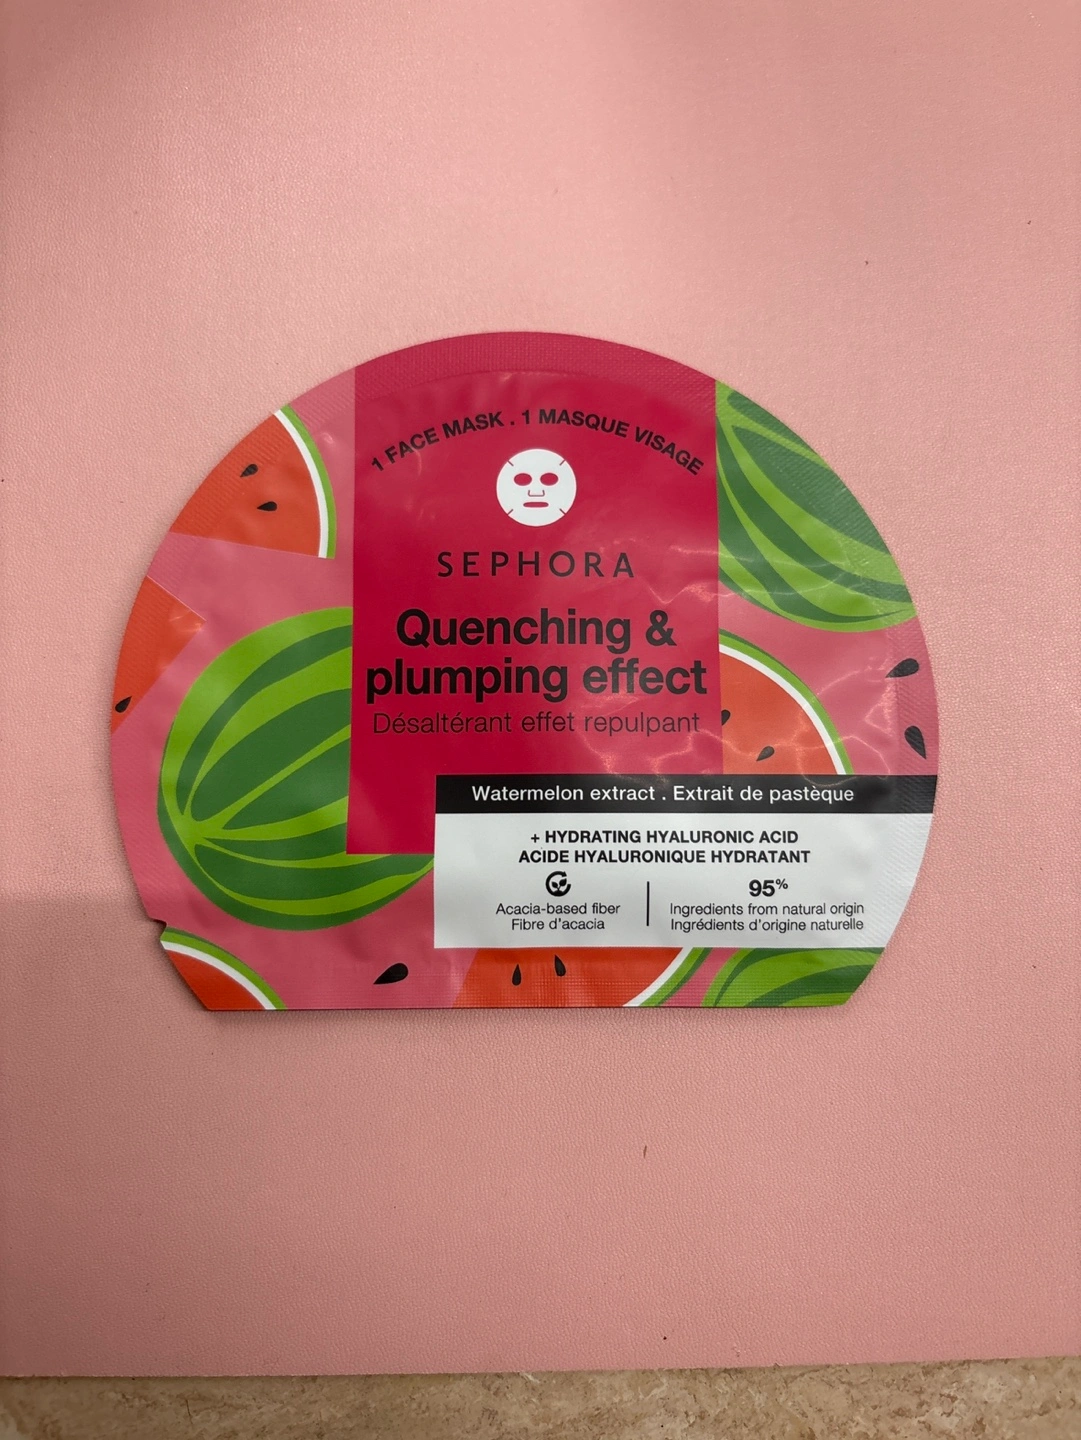 1 FACE MASK . 1 MASQUE VISAGE
SEPHORA
Quenching &
plumping effect
Désaltérant effet repulpant
Watermelon extract . Extrait de pastèque
+ HYDRATING HYALURONIC ACID
ACIDE HYALURONIQUE HYDRATANT
Acacia-based fiber
Fibre d'acacia
95%
Ingredients from natural origin
Ingrédients d'origine naturelle